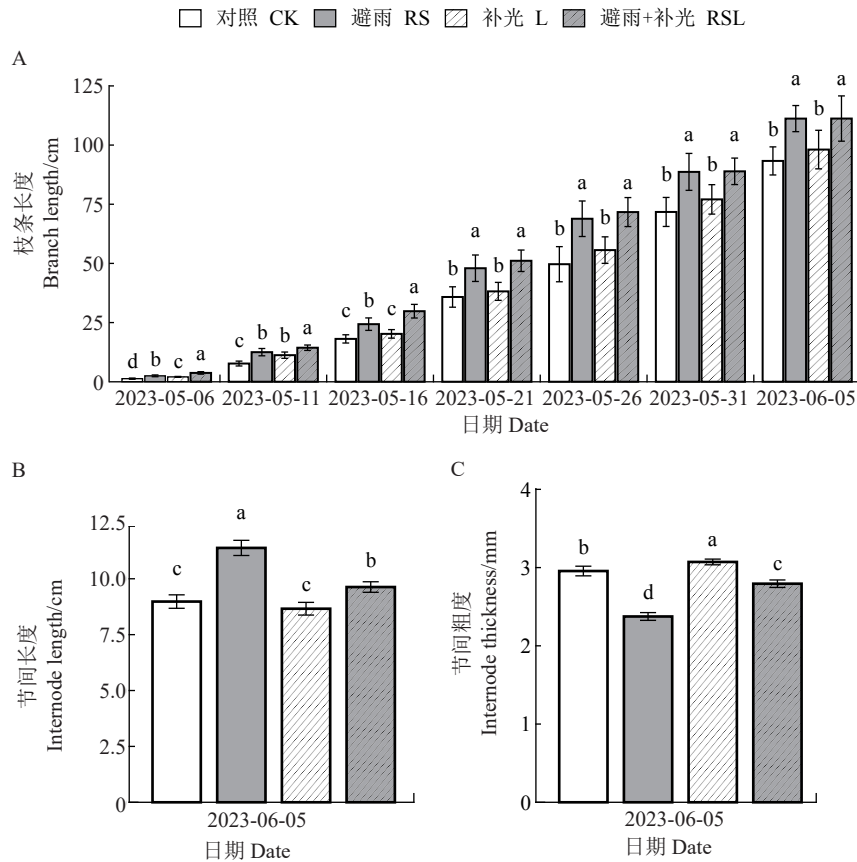 对照 CK 避雨 RS 补光 L 避雨+补光 RSL
A
枝条长度
Branch length/cm
125
100
75
50
25
0
d b c a
c b b a
c b c a
b a b a
b a b a
b a b a
b a b a
2023-05-06 2023-05-11 2023-05-16 2023-05-21 2023-05-26 2023-05-31 2023-06-05
日期 Date
B
节间长度
Internode length/cm
12.5
10.0
7.5
5.0
2.5
0
c a c b
2023-06-05
日期 Date
C
节间粗度
Internode thickness/mm
4
3
2
1
0
b d a c
2023-06-05
日期 Date